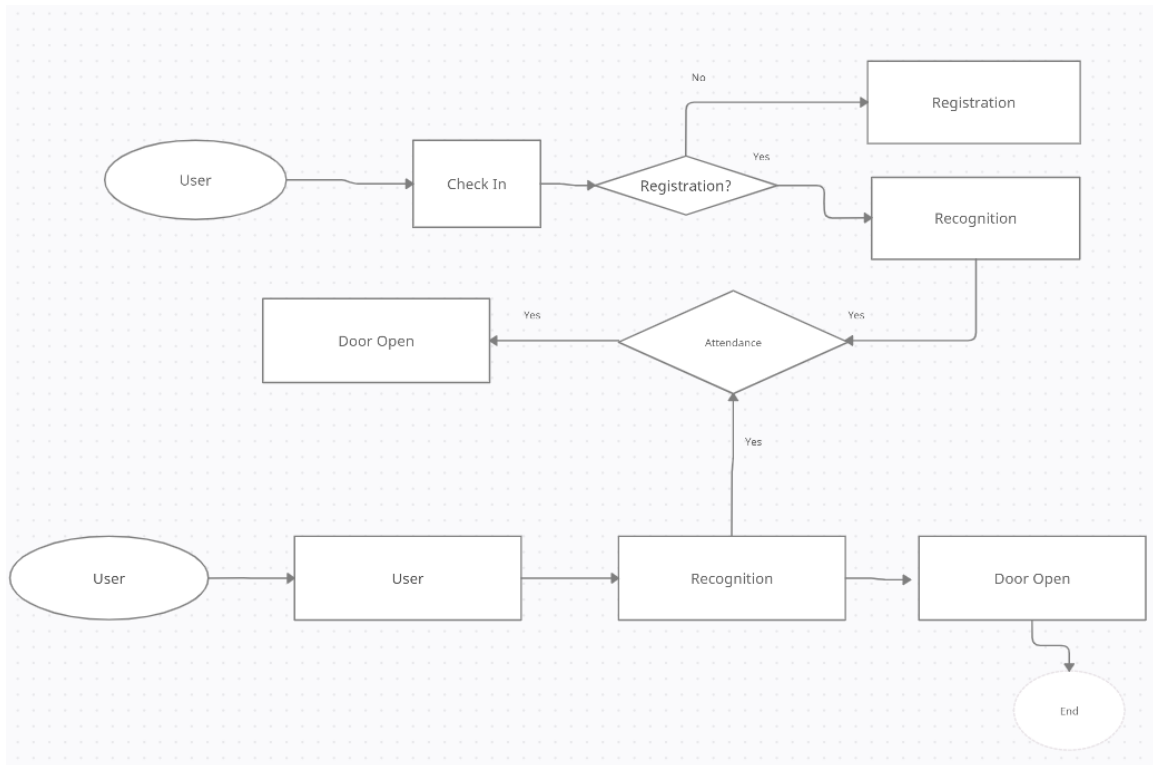 No
Registration
User
Check In
Registration?
Yes
Recognition
Door Open
Yes
Attendance
Yes
Yes
User
User
Recognition
Door Open
End